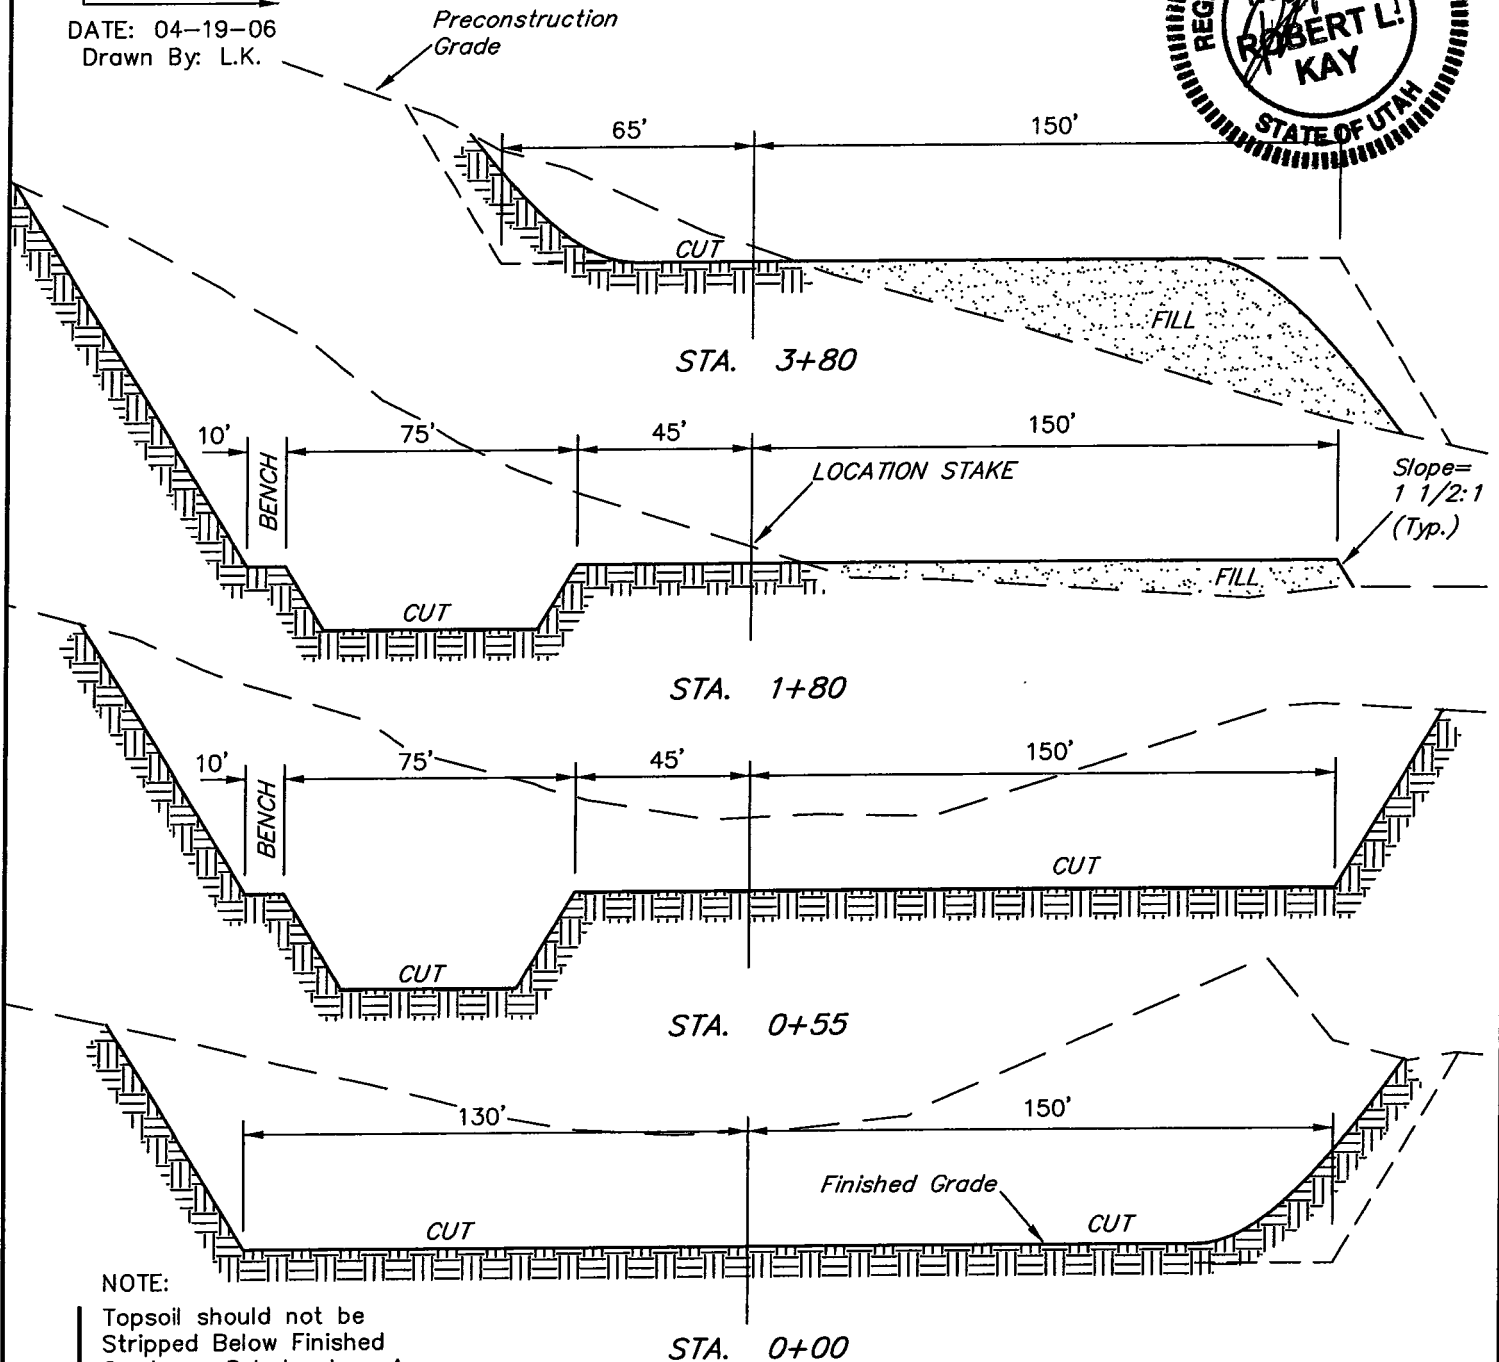 DATE: 04-19-06
Drawn By: L.K.
Preconstruction
Grade
ROBERT L.
KAY
STATE OF UTAH
65'
150'
CUT
FILL
STA. 3+80
10'
BENCH
75'
45'
150'
LOCATION STAKE
Slope=
1 1/2:1
(Typ.)
CUT
FILL
STA. 1+80
10'
BENCH
75'
45'
150'
CUT
CUT
STA. 0+55
130'
150'
Finished Grade
CUT
CUT
NOTE:
Topsoil should not be
Stripped Below Finished
STA. 0+00